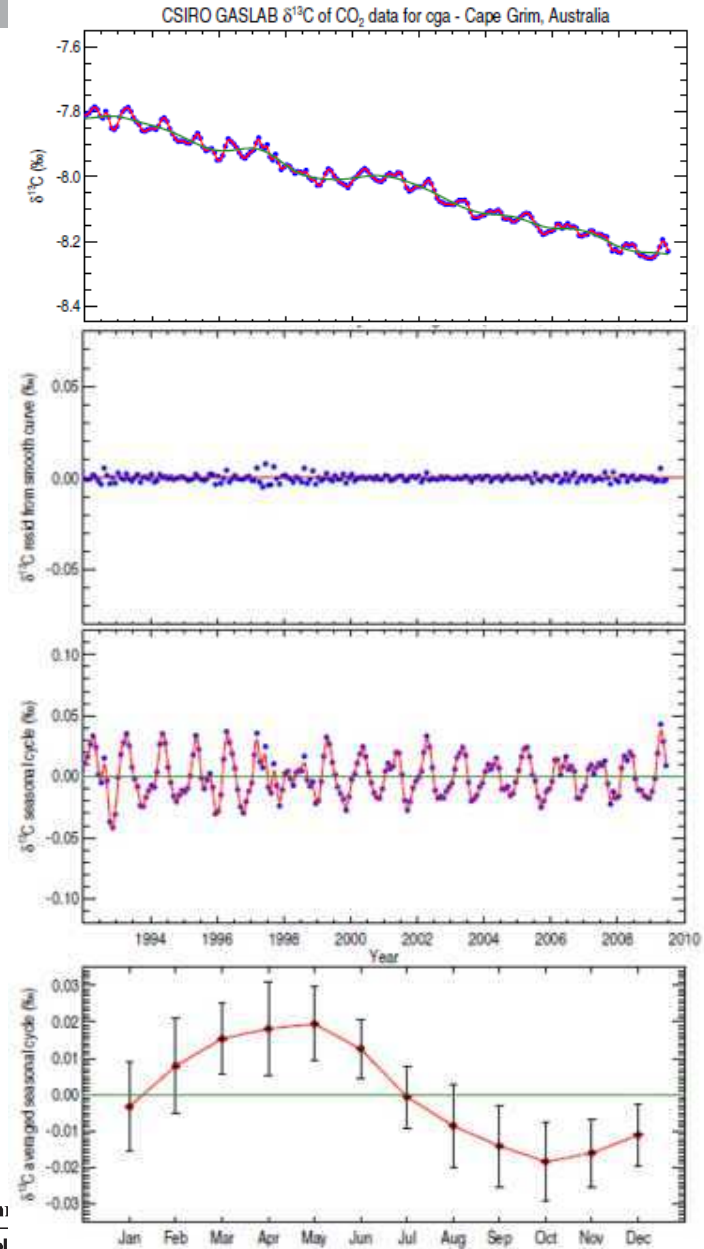 CSIRO GASLAB δ¹³C of CO₂ data for cga - Cape Grim, Australia
δ¹³C (‰)
-7.6
-7.8
-8.0
-8.2
-8.4
δ¹³C resid from smooth curve (‰)
0.05
0.00
-0.05
δ¹³C seasonal cycle (‰)
0.10
0.05
0.00
-0.05
-0.10
1994 1996 1998 2000 2002 2004 2006 2008 2010
Year
δ¹³C averaged seasonal cycle (‰)
0.03
0.02
0.01
0.00
-0.01
-0.02
-0.03
Jan Feb Mar Apr May Jun Jul Aug Sep Oct Nov Dec